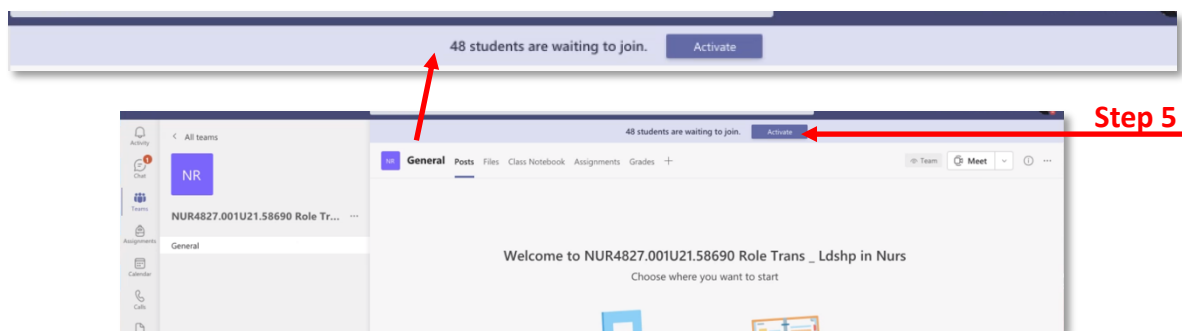 48 students are waiting to join. Activate
Step 5
48 students are waiting to join. Activate
Activity
< All teams
Chat
NR
NR General Posts Files Class Notebook Assignments Grades +
Team Meet
Teams
NUR4827.001U21.58690 Role Tr... ...
Assignments
General
Calendar
Calls
Welcome to NUR4827.001U21.58690 Role Trans _ Ldshp in Nurs
Choose where you want to start